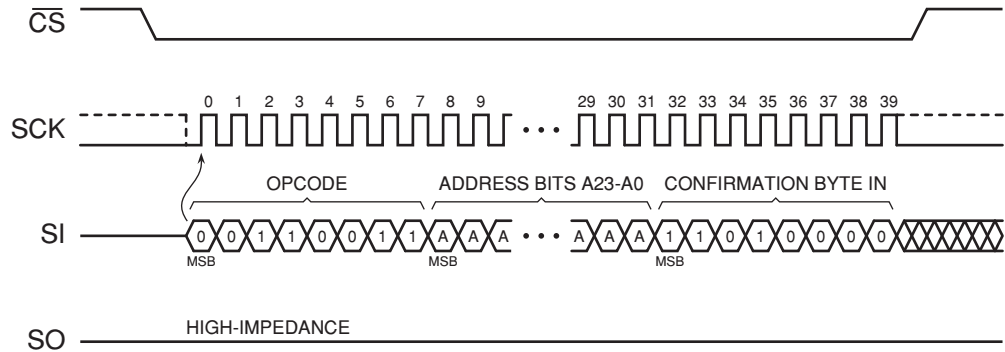 CS
0 1 2 3 4 5 6 7 8 9 29 30 31 32 33 34 35 36 37 38 39
SCK
OPCODE ADDRESS BITS A23-A0 CONFIRMATION BYTE IN
SI 0 0 1 1 0 0 1 1 A A A A A A 1 1 0 1 0 0 0 0
MSB MSB MSB
HIGH-IMPEDANCE
SO